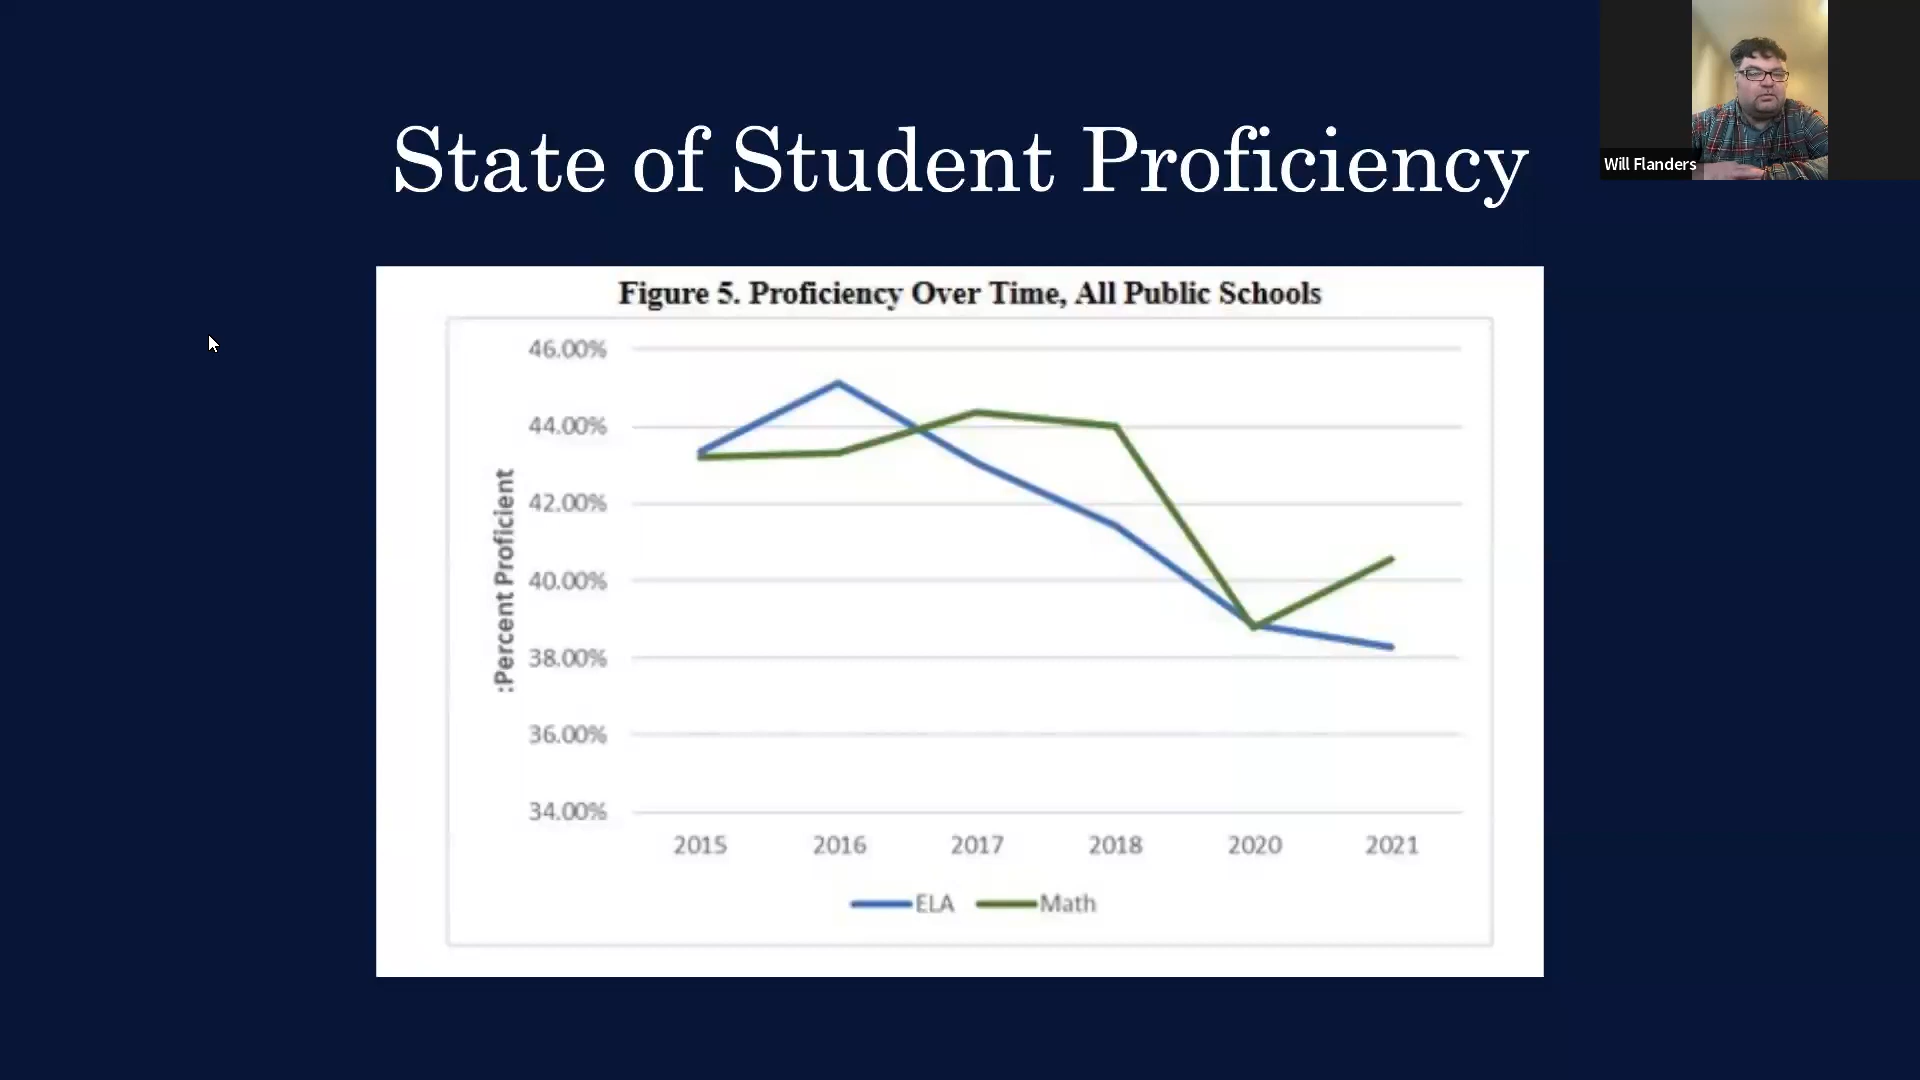 State of Student Proficiency
Will Flanders
Figure 5. Proficiency Over Time, All Public Schools
46.00%
44.00%
42.00%
40.00%
38.00%
36.00%
34.00%
:Percent Proficient
2015 2016 2017 2018 2020 2021
ELA Math